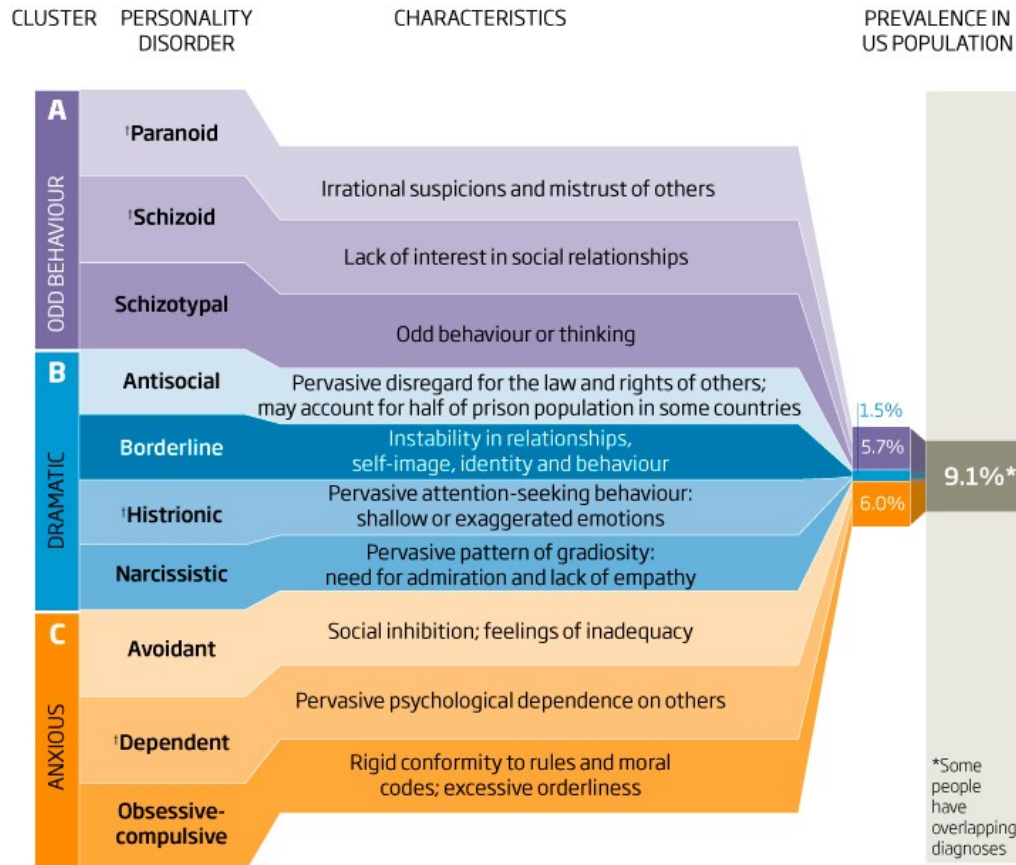 CLUSTER
PERSONALITY
DISORDER
CHARACTERISTICS
PREVALENCE IN
US POPULATION
A
ODD BEHAVIOUR
†Paranoid
Irrational suspicions and mistrust of others
†Schizoid
Lack of interest in social relationships
Schizotypal
Odd behaviour or thinking
B
DRAMATIC
Antisocial
Pervasive disregard for the law and rights of others;
may account for half of prison population in some countries
Borderline
Instability in relationships,
self-image, identity and behaviour
†Histrionic
Pervasive attention-seeking behaviour:
shallow or exaggerated emotions
Narcissistic
Pervasive pattern of gradiosity:
need for admiration and lack of empathy
C
ANXIOUS
Avoidant
Social inhibition; feelings of inadequacy
†Dependent
Pervasive psychological dependence on others
Obsessive-
compulsive
Rigid conformity to rules and moral
codes; excessive orderliness
1.5%
5.7%
6.0%
9.1%*
*Some
people
have
overlapping
diagnoses